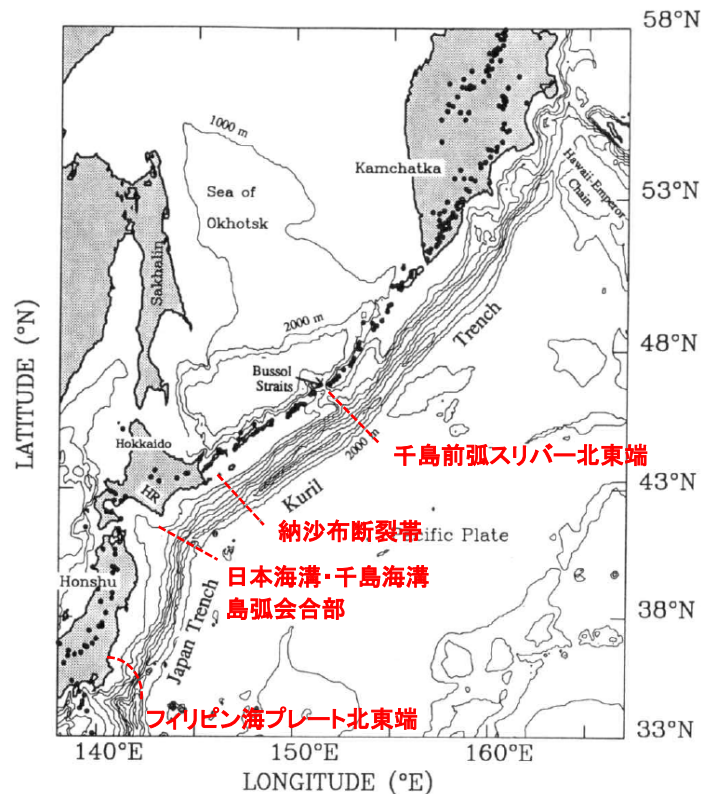 58°N
1000 m
Kamchatka
Sea of
Okhotsk
Hawaii-Emperor
Chain
53°N
Sakhalin
LATITUDE (°N)
2000 m
Trench
48°N
Bussol
Straits
Hokkaido
千島前弧スリバー北東端
2000 m
HR
Kuril
43°N
納沙布断裂帯
Pacific Plate
日本海溝・千島海溝
島弧会合部
Honshu
Japan Trench
38°N
フィリピン海プレート北東端
33°N
140°E
150°E
160°E
LONGITUDE (°E)